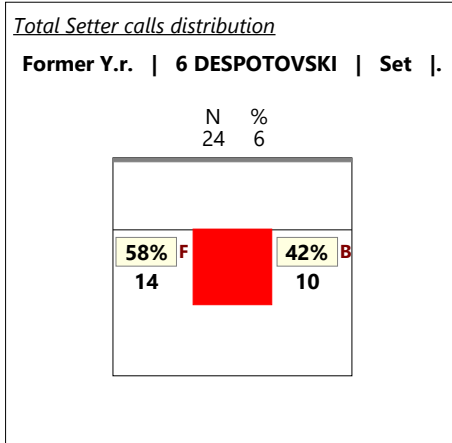 Total Setter calls distribution
Former Y.r. | 6 DESPOTOVSKI | Set |.
N %
24 6
58% F 42% B
14 10